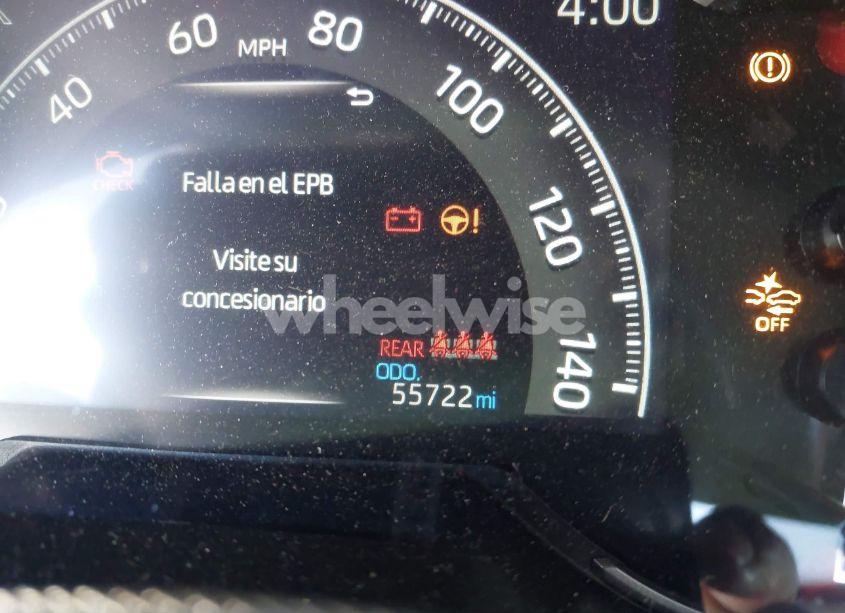 4:00
60
MPH
80
40
100
CHECK
Falla en el EPB
120
Visite su
concesionario
wheelwise
OFF
REAR
140
ODO.
55722 mi